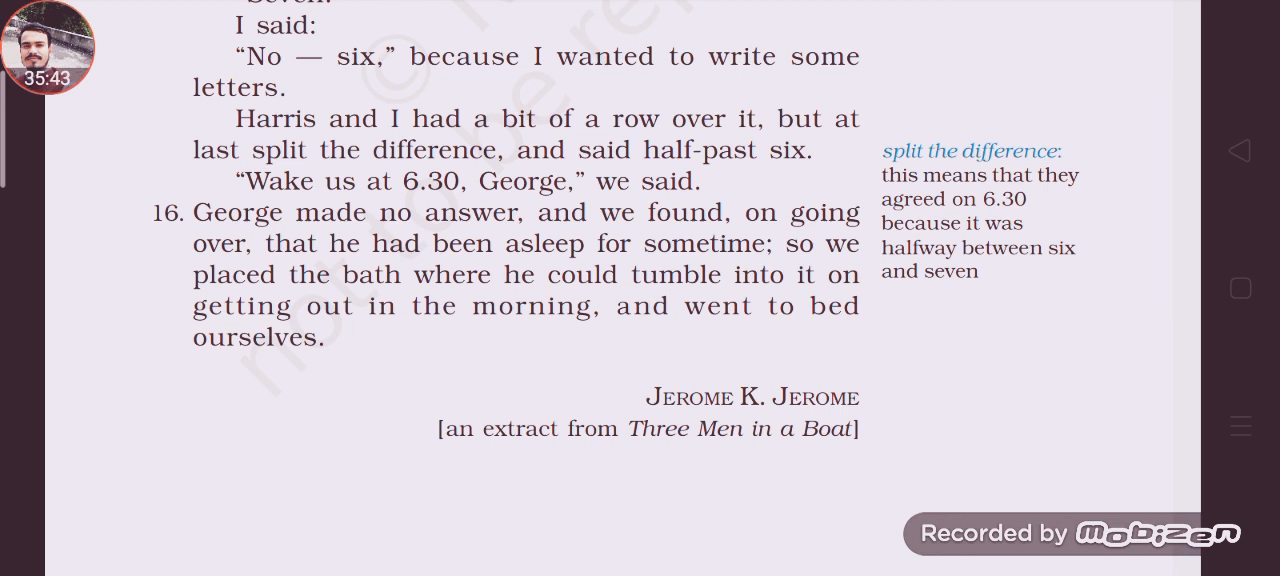 "Seven."
I said:
"No — six," because I wanted to write some
letters.
Harris and I had a bit of a row over it, but at
last split the difference, and said half-past six.
"Wake us at 6.30, George," we said.
16. George made no answer, and we found, on going
over, that he had been asleep for sometime; so we
placed the bath where he could tumble into it on
getting out in the morning, and went to bed
ourselves.
JEROME K. JEROME
[an extract from Three Men in a Boat]
split the difference:
this means that they
agreed on 6.30
because it was
halfway between six
and seven
35:43
not to be re
©
Recorded by mobizen